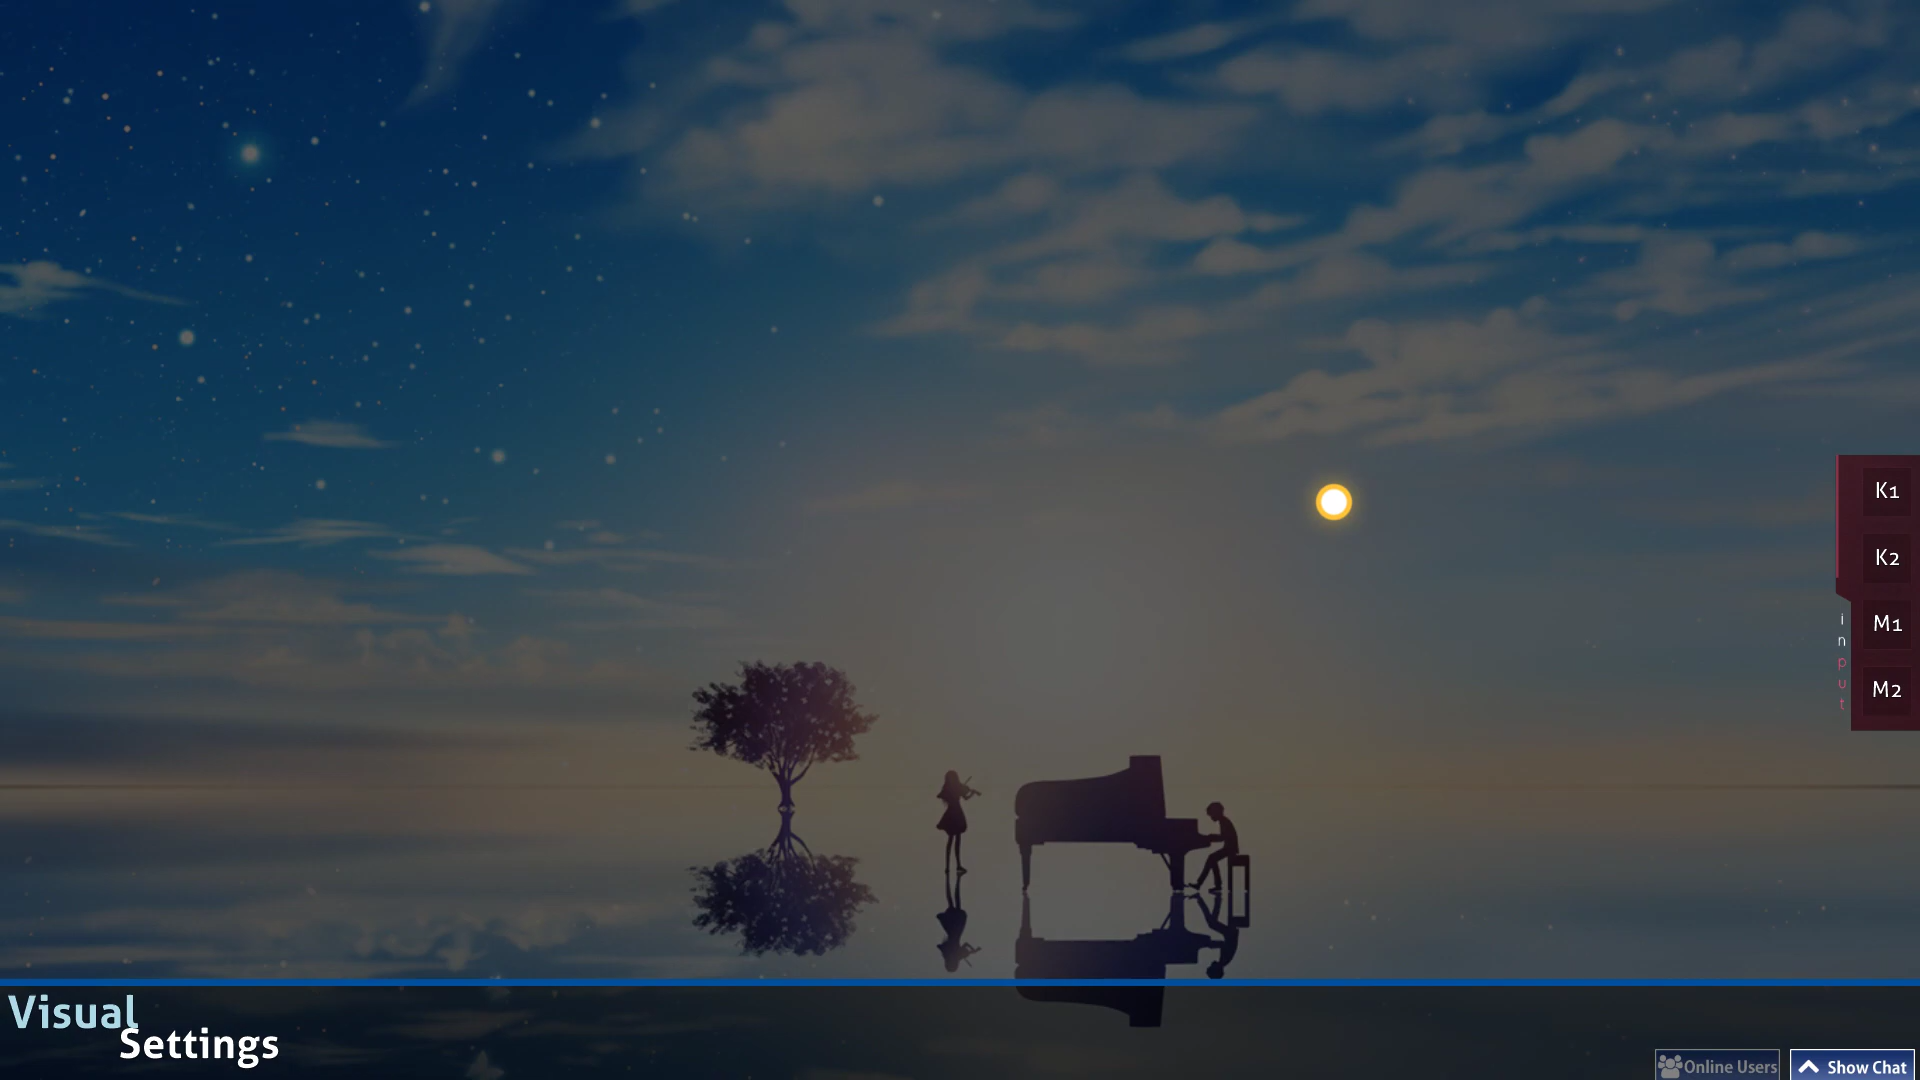 K1
K2
input
M1
M2
Visual
Settings
Online Users
Show Chat